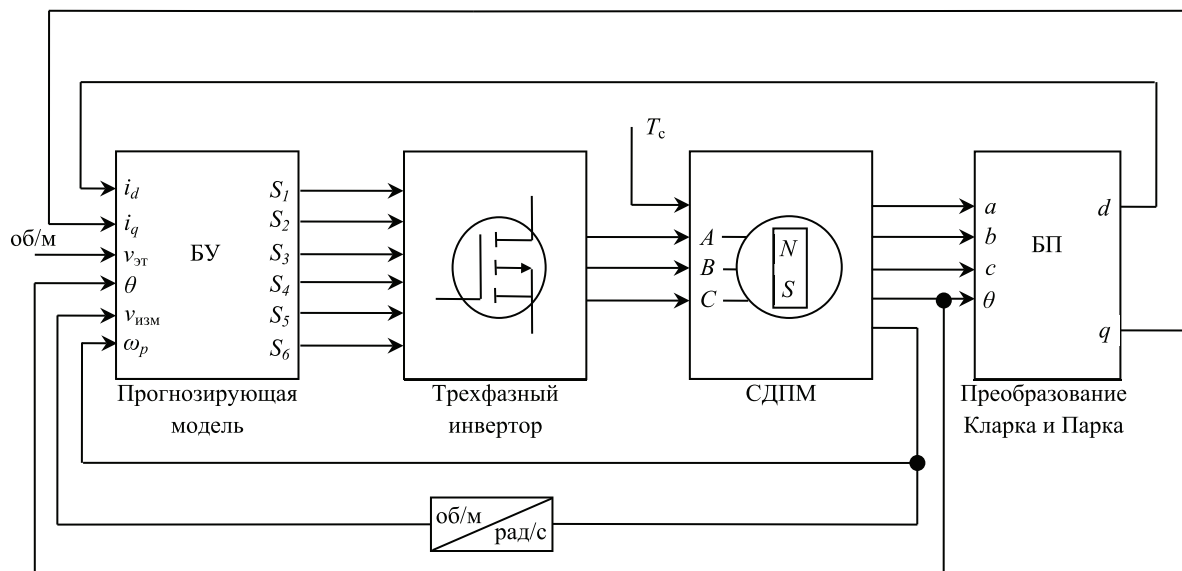 T_с
i_d
i_q
об/м
v_эт
θ
v_изм
ω_p
БУ
S_1
S_2
S_3
S_4
S_5
S_6
Прогнозирующая
модель
Трехфазный
инвертор
A
B
C
N
S
СДПМ
a
b
c
θ
БП
d
q
Преобразование
Кларка и Парка
об/м
рад/с